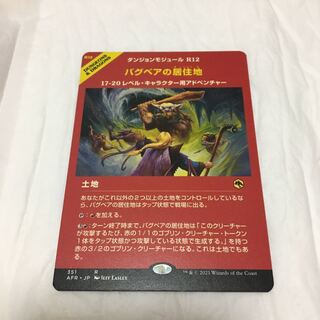 DUNGEONS
& DRAGONS
ダンジョンモジュール R12
バグベアの居住地
17-20 レベル・キャラクター用アドベンチャー
土地
あなたがこれ以外の2つ以上の土地をコントロールしているな
ら、バグベアの居住地はタップ状態で戦場に出る。
:を加える。
:ターン終了時まで、バグベアの居住地は「このクリーチャー
が攻撃するたび、赤の1/1のゴブリン・クリーチャー・トークン
1体をタップ状態かつ攻撃している状態で生成する。」を持つ
赤の3/2のゴブリン・クリーチャーになる。これは土地でもあ
る。
351 R
AFR • JP Iizzy Lasley
™ & © 2021 Wizards of the Coast